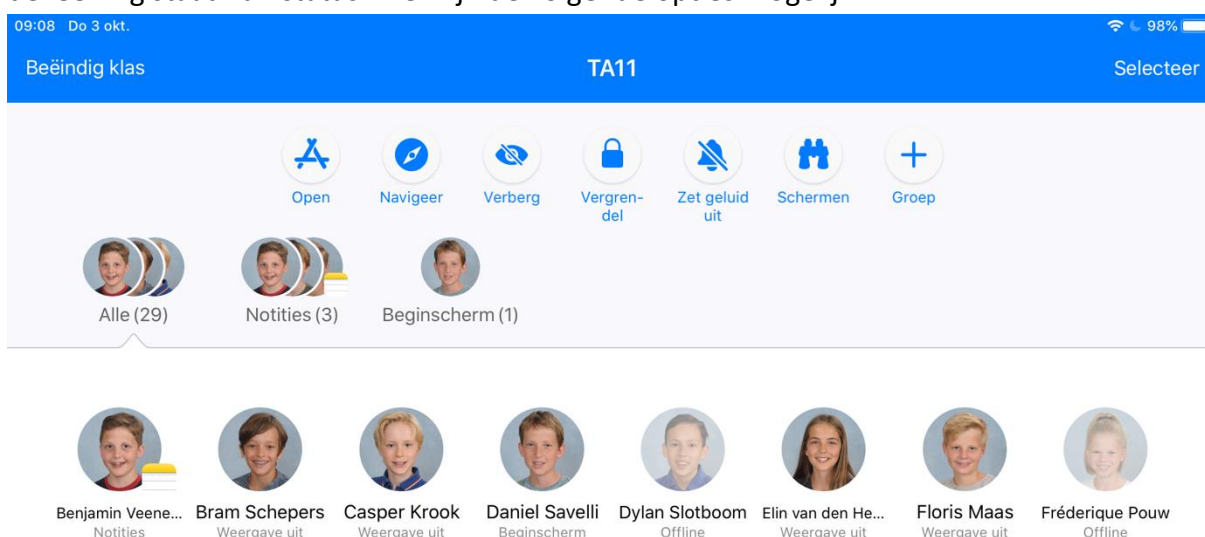 09:08 Do 3 okt. 98%
Beëindig klas TA11 Selecteer
Open Navigeer Verberg Vergren- Zet geluid Schermen Groep
del uit
Alle (29) Notities (3) Beginscherm (1)
Benjamin Veene... Bram Schepers Casper Krook Daniel Savelli Dylan Slotboom Elin van den He... Floris Maas Fréderique Pouw
Notities Weergave uit Weergave uit Beginscherm Offline Weergave uit Weergave uit Offline